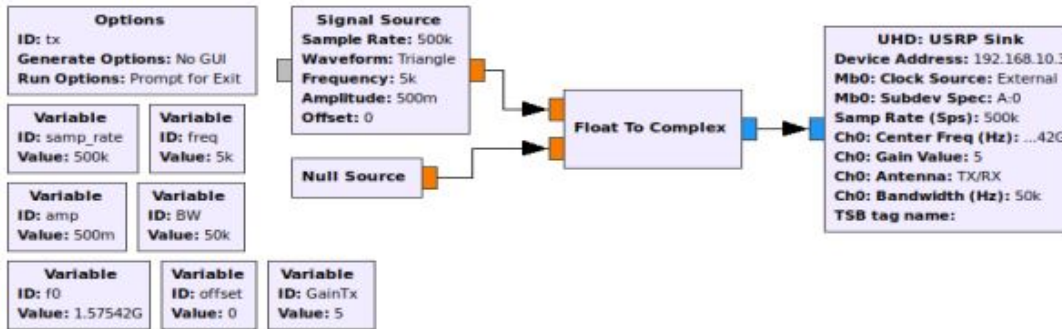 Options
ID: tx
Generate Options: No GUI
Run Options: Prompt for Exit
Variable
ID: samp_rate
Value: 500k
Variable
ID: freq
Value: 5k
Variable
ID: amp
Value: 500m
Variable
ID: BW
Value: 50k
Variable
ID: f0
Value: 1.57542G
Variable
ID: offset
Value: 0
Variable
ID: GainTx
Value: 5
Signal Source
Sample Rate: 500k
Waveform: Triangle
Frequency: 5k
Amplitude: 500m
Offset: 0
Null Source
Float To Complex
UHD: USRP Sink
Device Address: 192.168.10.3
Mb0: Clock Source: External
Mb0: Subdev Spec: A:0
Samp Rate (Sps): 500k
Ch0: Center Freq (Hz): ...42G
Ch0: Gain Value: 5
Ch0: Antenna: TX/RX
Ch0: Bandwidth (Hz): 50k
TSB tag name: